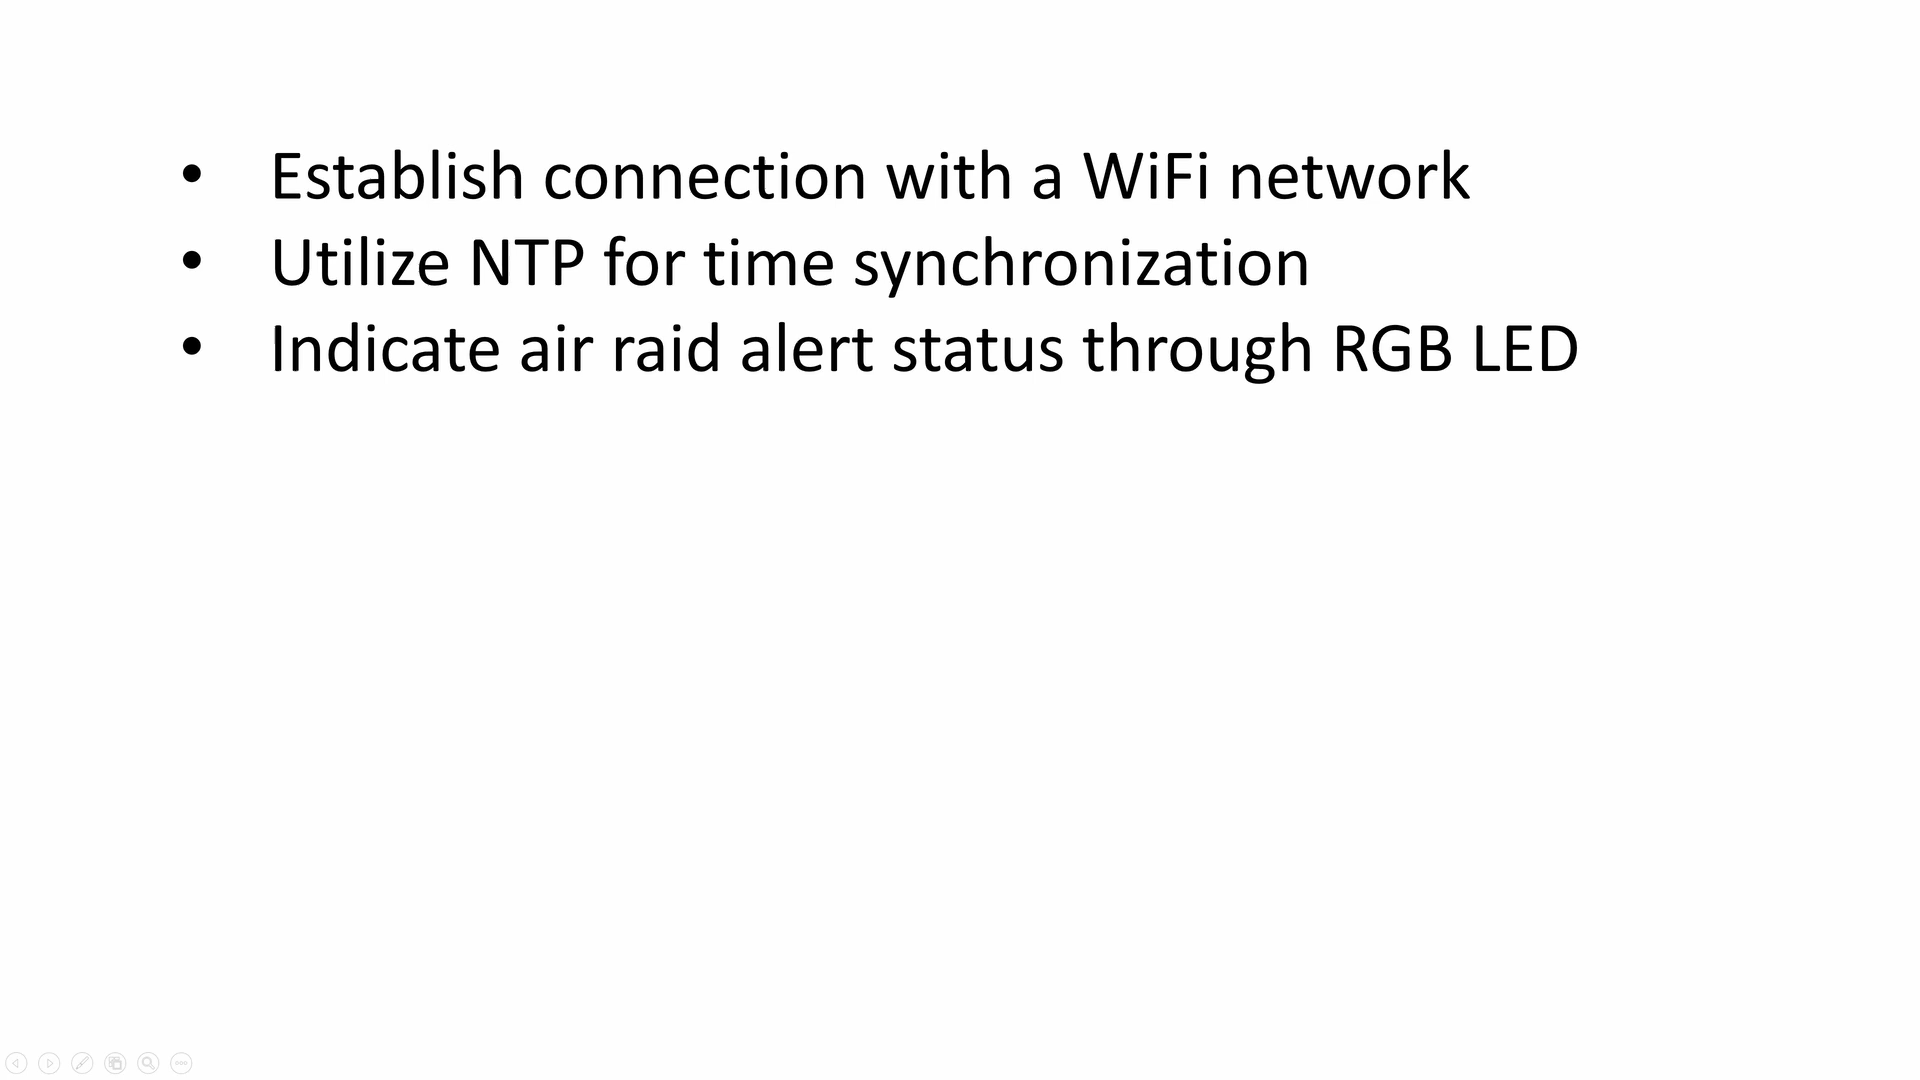 • Establish connection with a WiFi network
• Utilize NTP for time synchronization
• Indicate air raid alert status through RGB LED